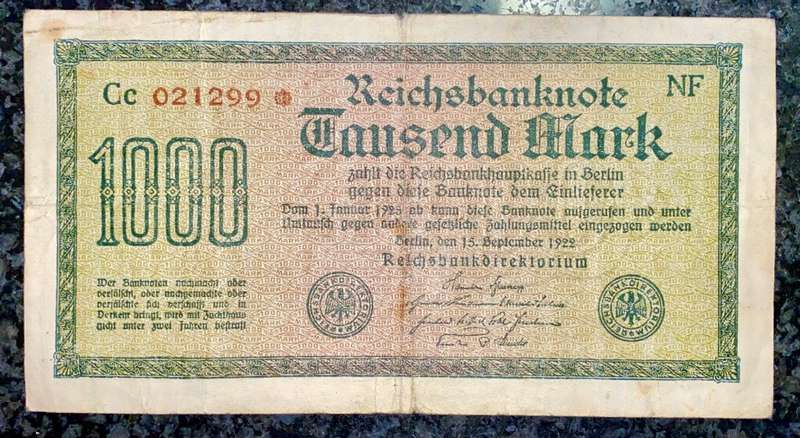 Cc 021299
Reichsbanknote
NF
Tausend Mark
1000
zahlt die Reichsbankhauptkasse in Berlin
gegen diese Banknote dem Einlieferer
Vom 1. Januar 1923 ab kann diese Banknote aufgerufen und unter
Umtausch gegen andere gesetzliche Zahlungsmittel eingezogen werden
Berlin, den 15. September 1922
Reichsbankdirektorium
Wer Banknoten nachmacht oder
verfälscht, oder nachgemachte oder
verfälschte sich verschafft und in
Verkehr bringt, wird mit Zuchthaus
nicht unter zwei Jahren bestraft
REICHSBANKDIREKTORIUM
REICHSBANKDIREKTORIUM